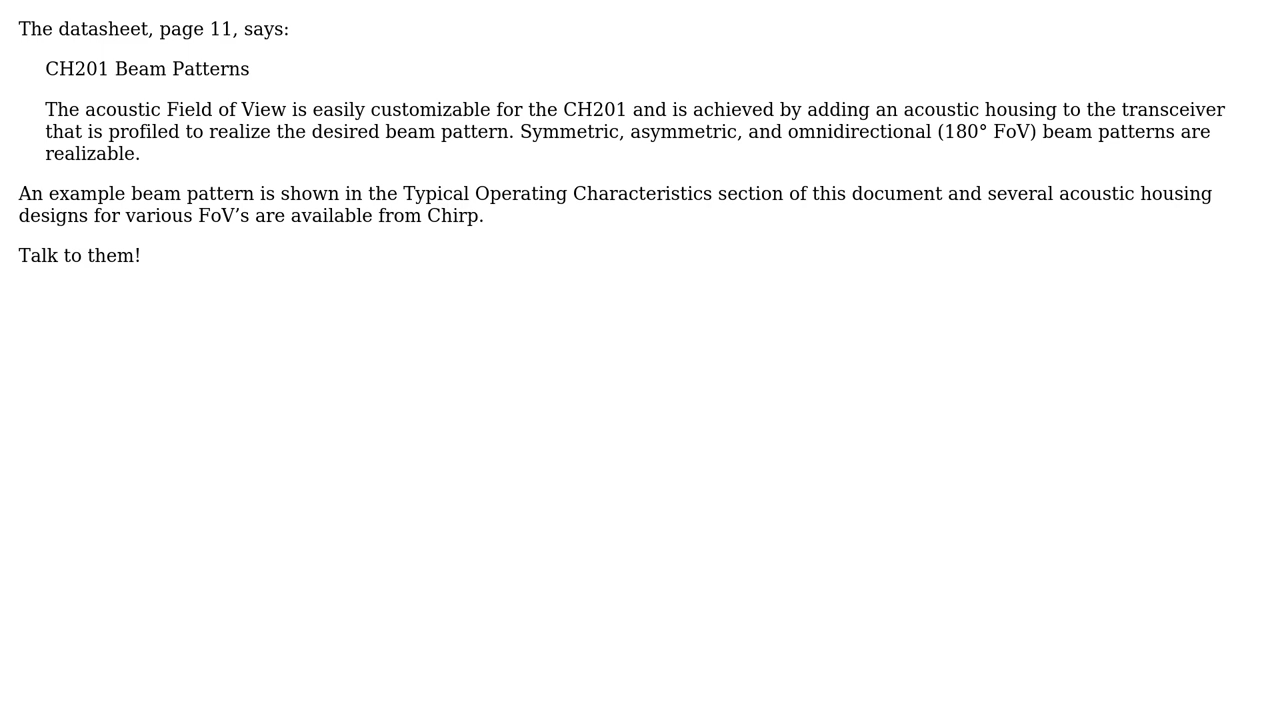 The datasheet, page 11, says:
CH201 Beam Patterns
The acoustic Field of View is easily customizable for the CH201 and is achieved by adding an acoustic housing to the transceiver
that is profiled to realize the desired beam pattern. Symmetric, asymmetric, and omnidirectional (180° FoV) beam patterns are
realizable.
An example beam pattern is shown in the Typical Operating Characteristics section of this document and several acoustic housing
designs for various FoV’s are available from Chirp.
Talk to them!